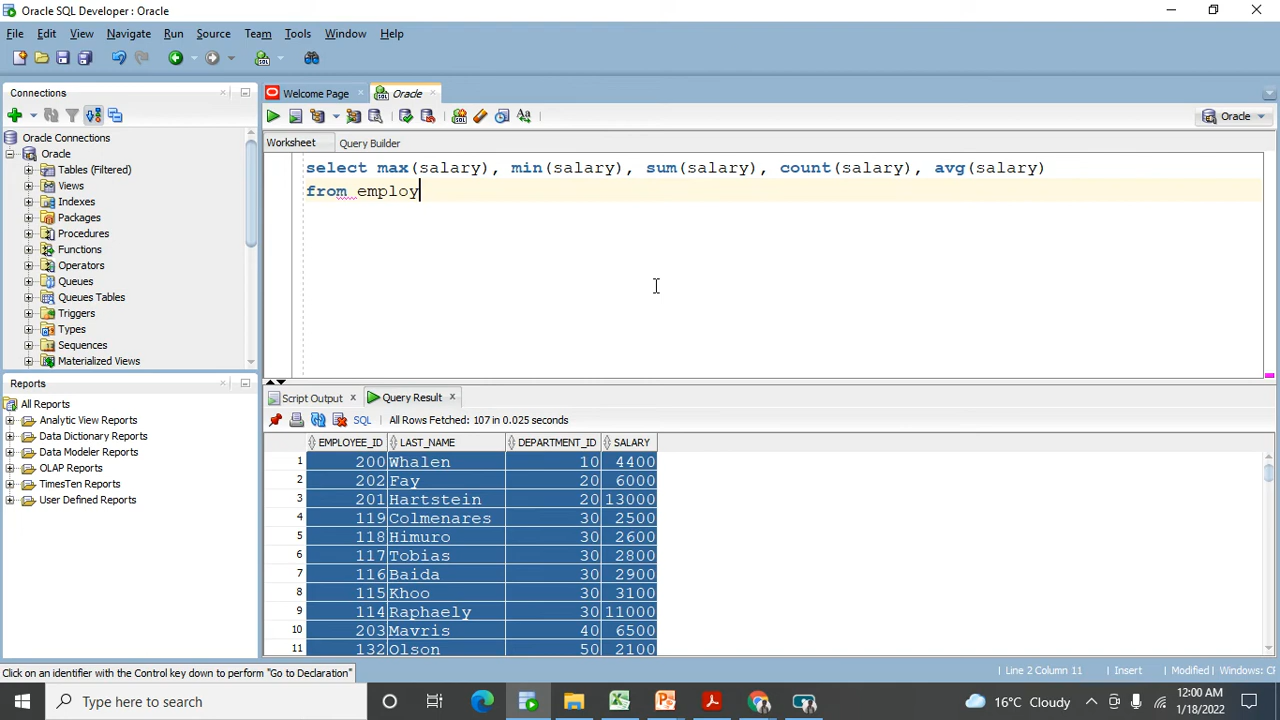 Oracle SQL Developer : Oracle
File Edit View Navigate Run Source Team Tools Window Help
Connections
Oracle Connections
Oracle
Tables (Filtered)
Views
Indexes
Packages
Procedures
Functions
Operators
Queues
Queues Tables
Triggers
Types
Sequences
Materialized Views
Reports
All Reports
Analytic View Reports
Data Dictionary Reports
Data Modeler Reports
OLAP Reports
TimesTen Reports
User Defined Reports
Welcome Page Oracle
Oracle
Worksheet Query Builder
select max(salary), min(salary), sum(salary), count(salary), avg(salary)
from employ
Script Output Query Result
SQL All Rows Fetched: 107 in 0.025 seconds
EMPLOYEE_ID LAST_NAME DEPARTMENT_ID SALARY
1 200 Whalen 10 4400
2 202 Fay 20 6000
3 201 Hartstein 20 13000
4 119 Colmenares 30 2500
5 118 Himuro 30 2600
6 117 Tobias 30 2800
7 116 Baida 30 2900
8 115 Khoo 30 3100
9 114 Raphaely 30 11000
10 203 Mavris 40 6500
11 132 Olson 50 2100
Click on an identifier with the Control key down to perform "Go to Declaration"
Line 2 Column 11 Insert Modified Windows: CF
Type here to search
16°C Cloudy
12:00 AM
1/18/2022